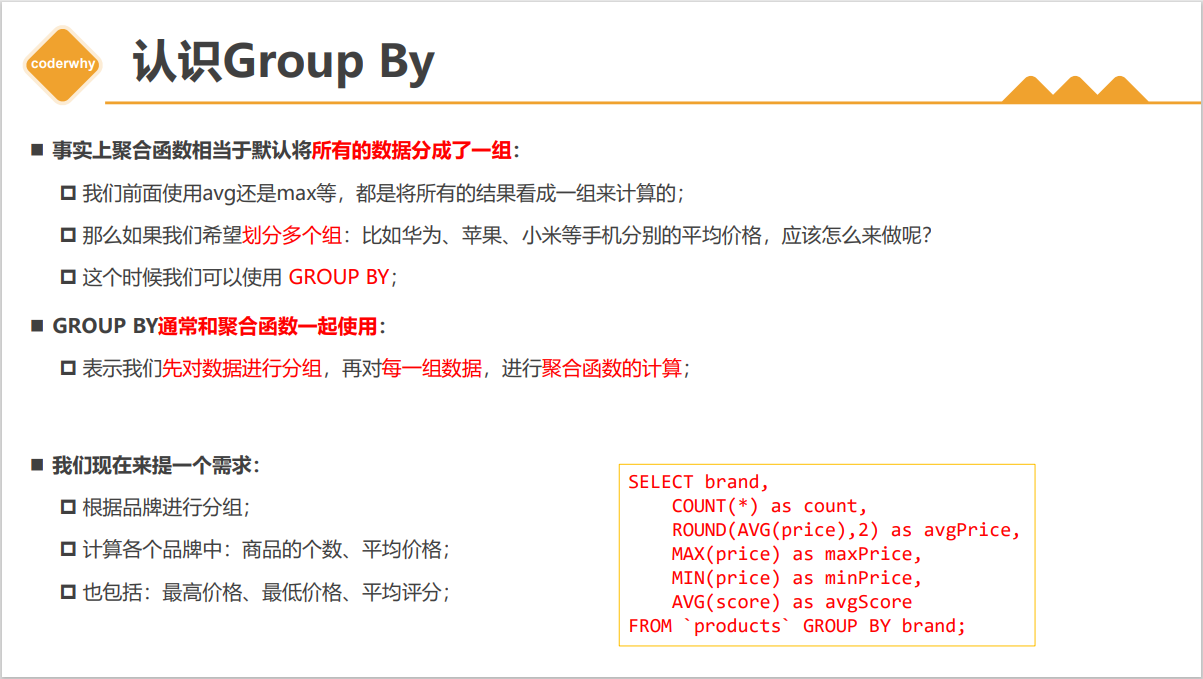 coderwhy
认识Group By
事实上聚合函数相当于默认将所有的数据分成了一组：
我们前面使用avg还是max等，都是将所有的结果看成一组来计算的；
那么如果我们希望划分多个组：比如华为、苹果、小米等手机分别的平均价格，应该怎么来做呢？
这个时候我们可以使用 GROUP BY；
GROUP BY通常和聚合函数一起使用：
表示我们先对数据进行分组，再对每一组数据，进行聚合函数的计算；
我们现在来提一个需求：
根据品牌进行分组；
计算各个品牌中：商品的个数、平均价格；
也包括：最高价格、最低价格、平均评分；
SELECT brand,
COUNT(*) as count,
ROUND(AVG(price),2) as avgPrice,
MAX(price) as maxPrice,
MIN(price) as minPrice,
AVG(score) as avgScore
FROM `products` GROUP BY brand;